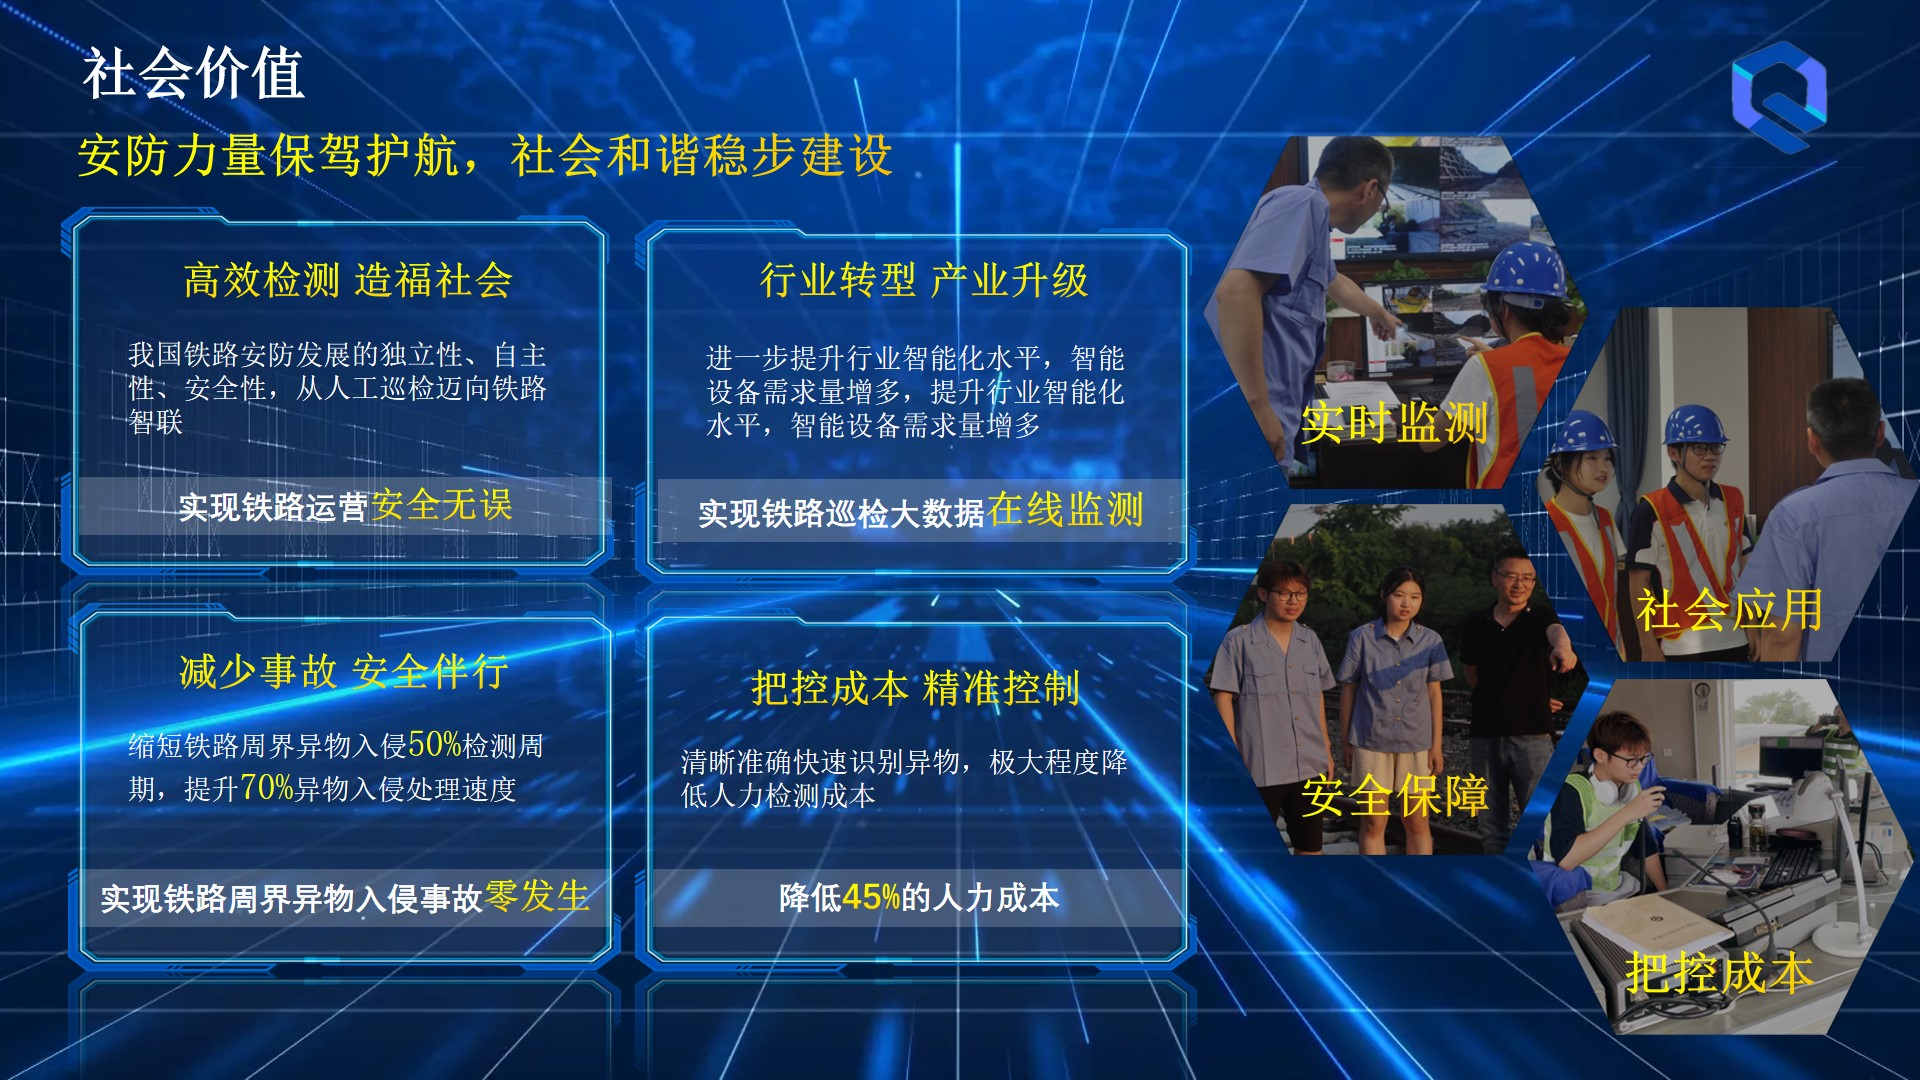 社会价值
安防力量保驾护航，社会和谐稳步建设
高效检测 造福社会
我国铁路安防发展的独立性、自主
性、安全性，从人工巡检迈向铁路
智联
实现铁路运营安全无误
行业转型 产业升级
进一步提升行业智能化水平，智能
设备需求量增多，提升行业智能化
水平，智能设备需求量增多
实现铁路巡检大数据在线监测
减少事故 安全伴行
缩短铁路周界异物入侵50%检测周
期，提升70%异物入侵处理速度
实现铁路周界异物入侵事故零发生
把控成本 精准控制
清晰准确快速识别异物，极大程度降
低人力检测成本
降低45%的人力成本
实时监测
社会应用
安全保障
把控成本